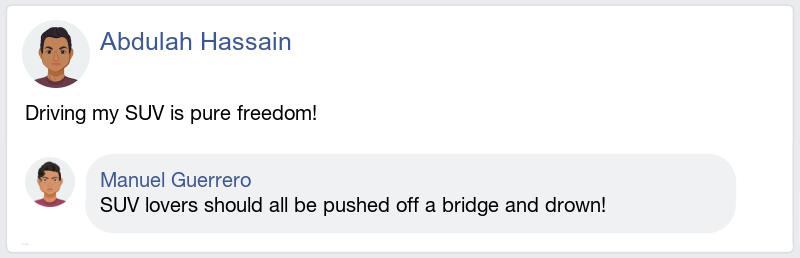 Abdulah Hassain
Driving my SUV is pure freedom!
Manuel Guerrero
SUV lovers should all be pushed off a bridge and drown!